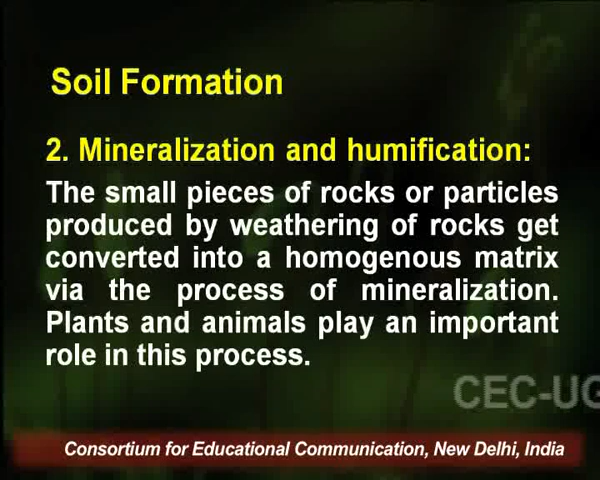 Soil Formation
2. Mineralization and humification:
The small pieces of rocks or particles
produced by weathering of rocks get
converted into a homogenous matrix
via the process of mineralization.
Plants and animals play an important
role in this process.
CEC-UG
Consortium for Educational Communication, New Delhi, India